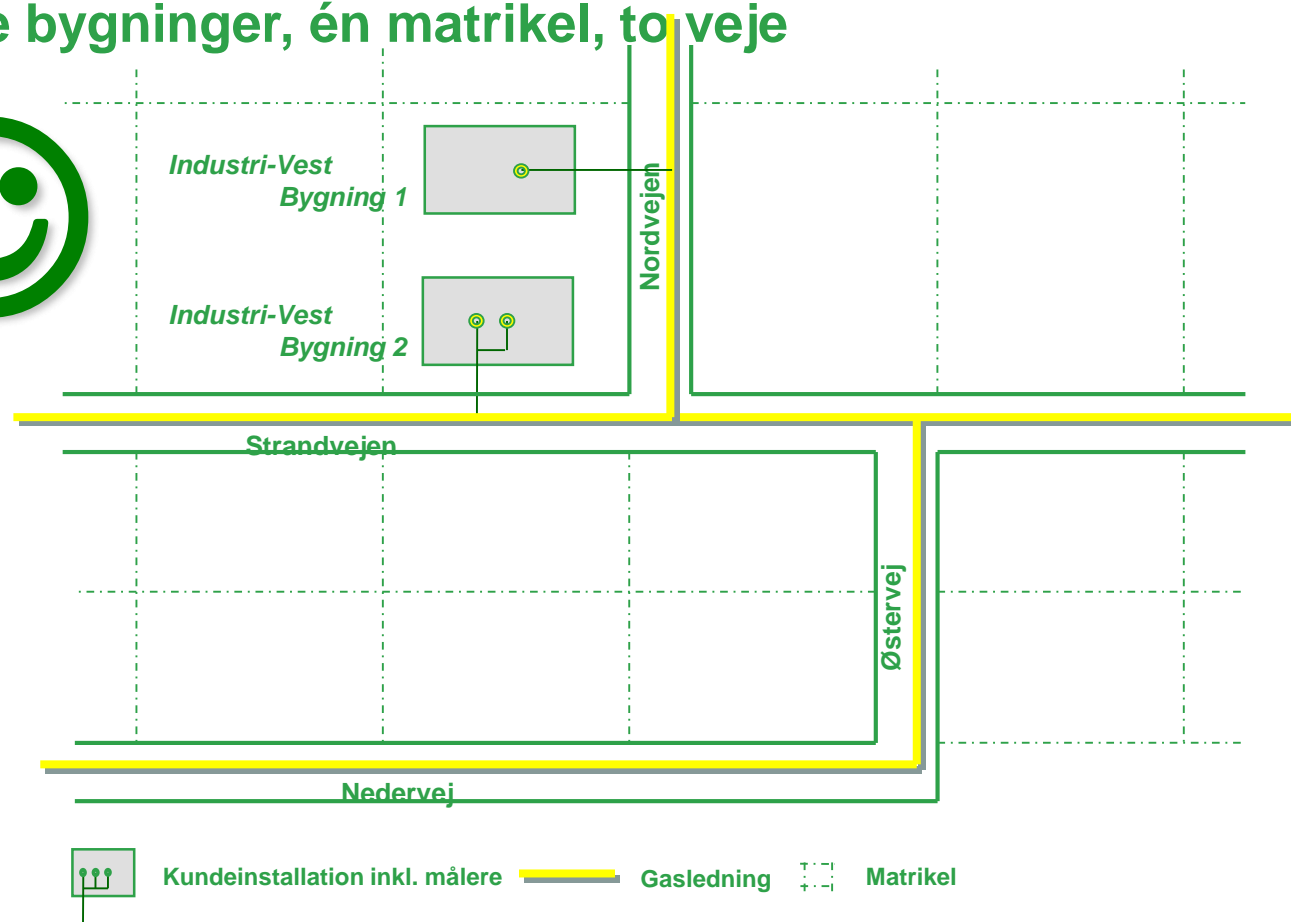 e bygninger, én matrikel, to veje
Industri-Vest
Bygning 1
Nordvejen
Industri-Vest
Bygning 2
Strandvejen
Østervej
Nedervej
Kundeinstallation inkl. målere
Gasledning
Matrikel